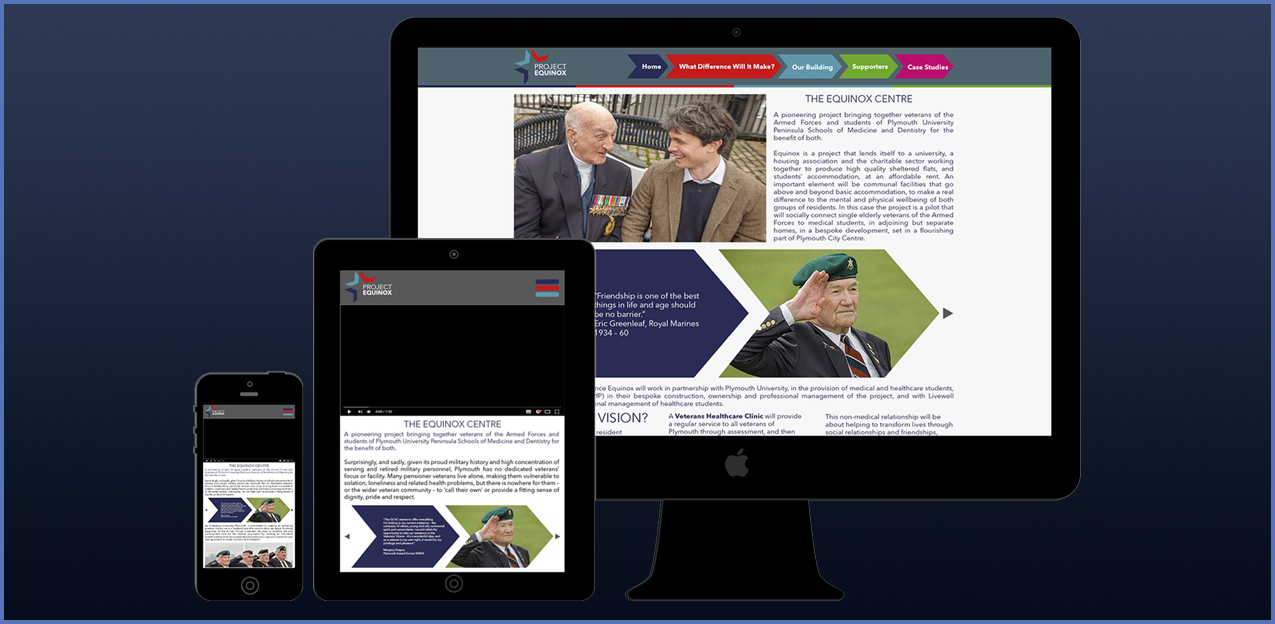 PROJECT
EQUINOX
Home
What Difference Will It Make?
Our Building
Supporters
Case Studies
THE EQUINOX CENTRE
A pioneering project bringing together veterans of the
Armed Forces and students of Plymouth University
Peninsula Schools of Medicine and Dentistry for the
benefit of both.
Equinox is a project that lends itself to a university, a
housing association and the charitable sector working
together to produce high quality sheltered flats, and
students' accommodation, at an affordable rent. An
important element will be communal facilities that go
above and beyond basic accommodation, to make a real
difference to the mental and physical wellbeing of both
groups of residents. In this case the project is a pilot that
will socially connect single elderly veterans of the Armed
Forces to medical students, in adjoining but separate
homes, in a bespoke development, set in a flourishing
part of Plymouth City Centre.
"Friendship is one of the best
things in life and age should
be no barrier."
Eric Greenleaf, Royal Marines
1934 – 60
nce Equinox will work in partnership with Plymouth University, in the provision of medical and healthcare students,
fP) in their bespoke construction, ownership and professional management of the project, and with Livewell
nal management of healthcare students.
VISION?
resident
A Veterans Healthcare Clinic will provide
a regular service to all veterans of
Plymouth through assessment, and then
This non-medical relationship will be
about helping to transform lives through
social relationships and friendships,
PROJECT
EQUINOX
THE EQUINOX CENTRE
A pioneering project bringing together veterans of the Armed Forces and
students of Plymouth University Peninsula Schools of Medicine and Dentistry for
the benefit of both.
Surprisingly, and sadly, given its proud military history and high concentration of
serving and retired military personnel, Plymouth has no dedicated veterans'
focus or facility. Many pensioner veterans live alone, making them vulnerable to
isolation, loneliness and related health problems, but there is nowhere for them -
or the wider veteran community - to 'call their own' or provide a fitting sense of
dignity, pride and respect.
THE EQUINOX CENTRE